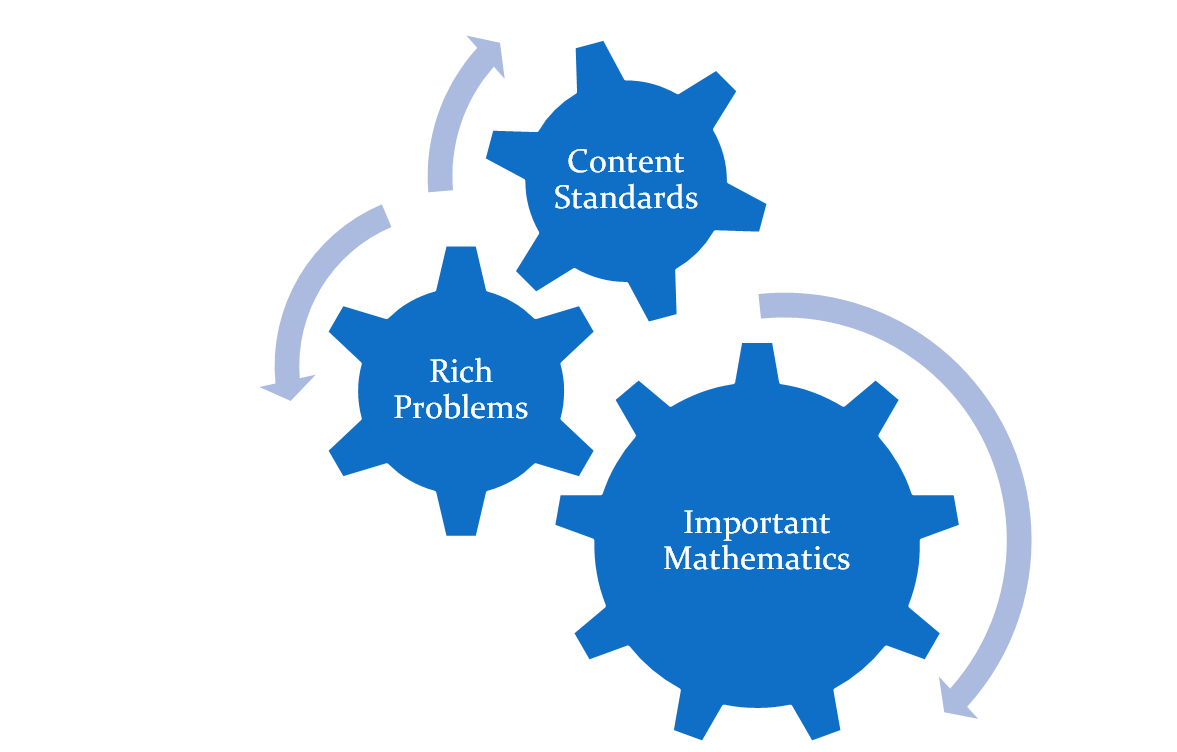 Content
Standards
Rich
Problems
Important
Mathematics